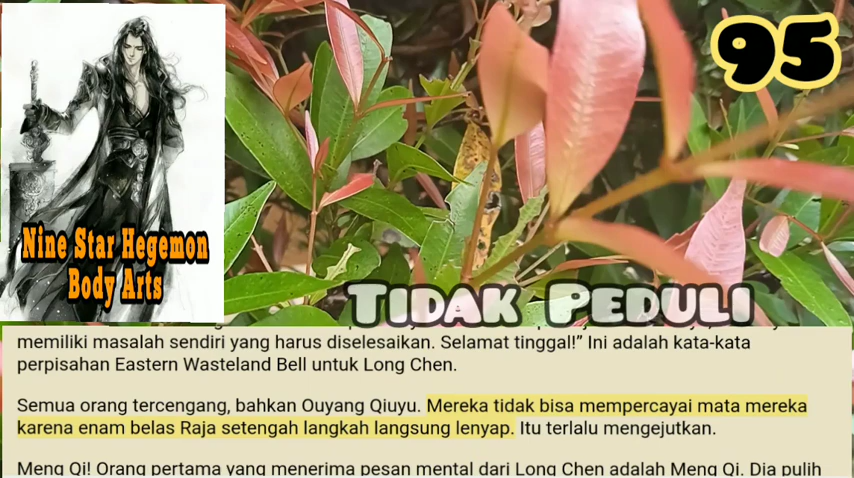 95
Nine Star Hegemon
Body Arts
TIDAK PEDULI
memiliki masalah sendiri yang harus diselesaikan. Selamat tinggal!” Ini adalah kata-kata
perpisahan Eastern Wasteland Bell untuk Long Chen.
Semua orang tercengang, bahkan Ouyang Qiuyu. Mereka tidak bisa mempercayai mata mereka
karena enam belas Raja setengah langkah langsung lenyap. Itu terlalu mengejutkan.
Meng Qi! Orang pertama yang menerima pesan mental dari Long Chen adalah Meng Qi. Dia pulih